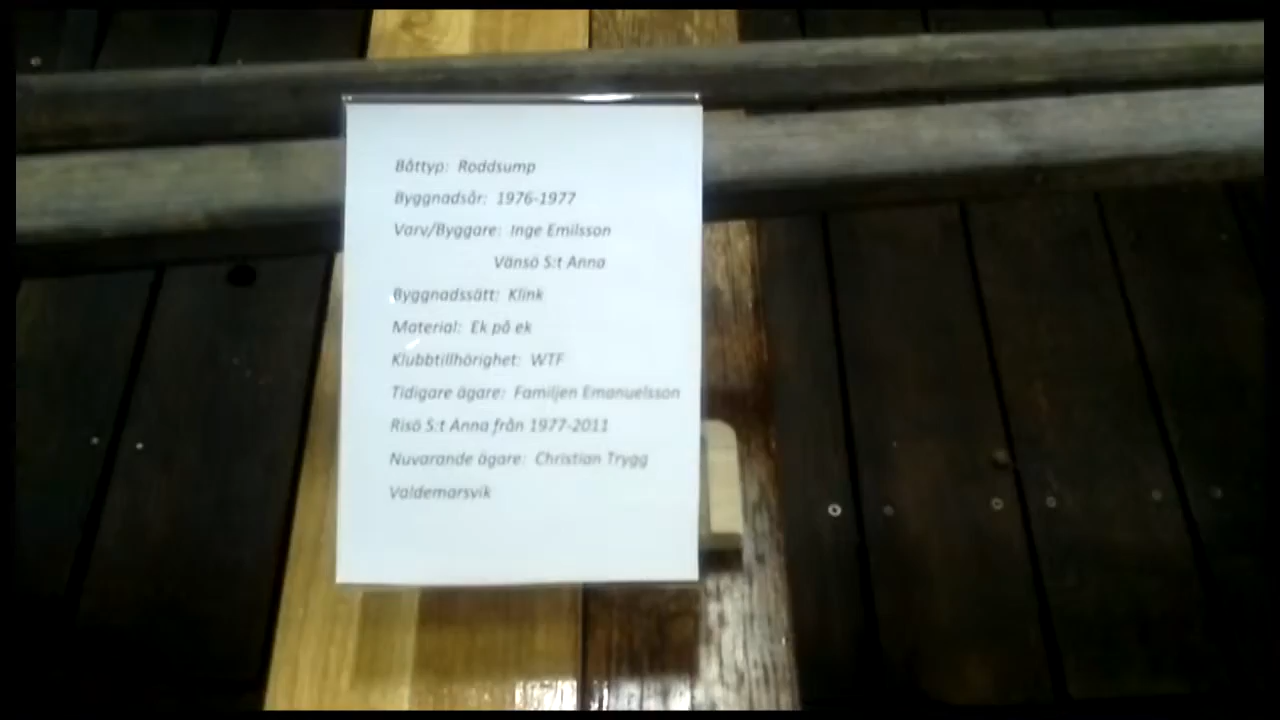 Båttyp: Roddsump
Byggnadsår: 1976-1977
Varv/Byggare: Inge Emilsson
Vänsö S:t Anna
Byggnadssätt: Klink
Material: Ek på ek
Klubbtillhörighet: WTF
Tidigare ägare: Familjen Emanuelsson
Risö S:t Anna från 1977-2011
Nuvarande ägare: Christian Trygg
Valdemarsvik